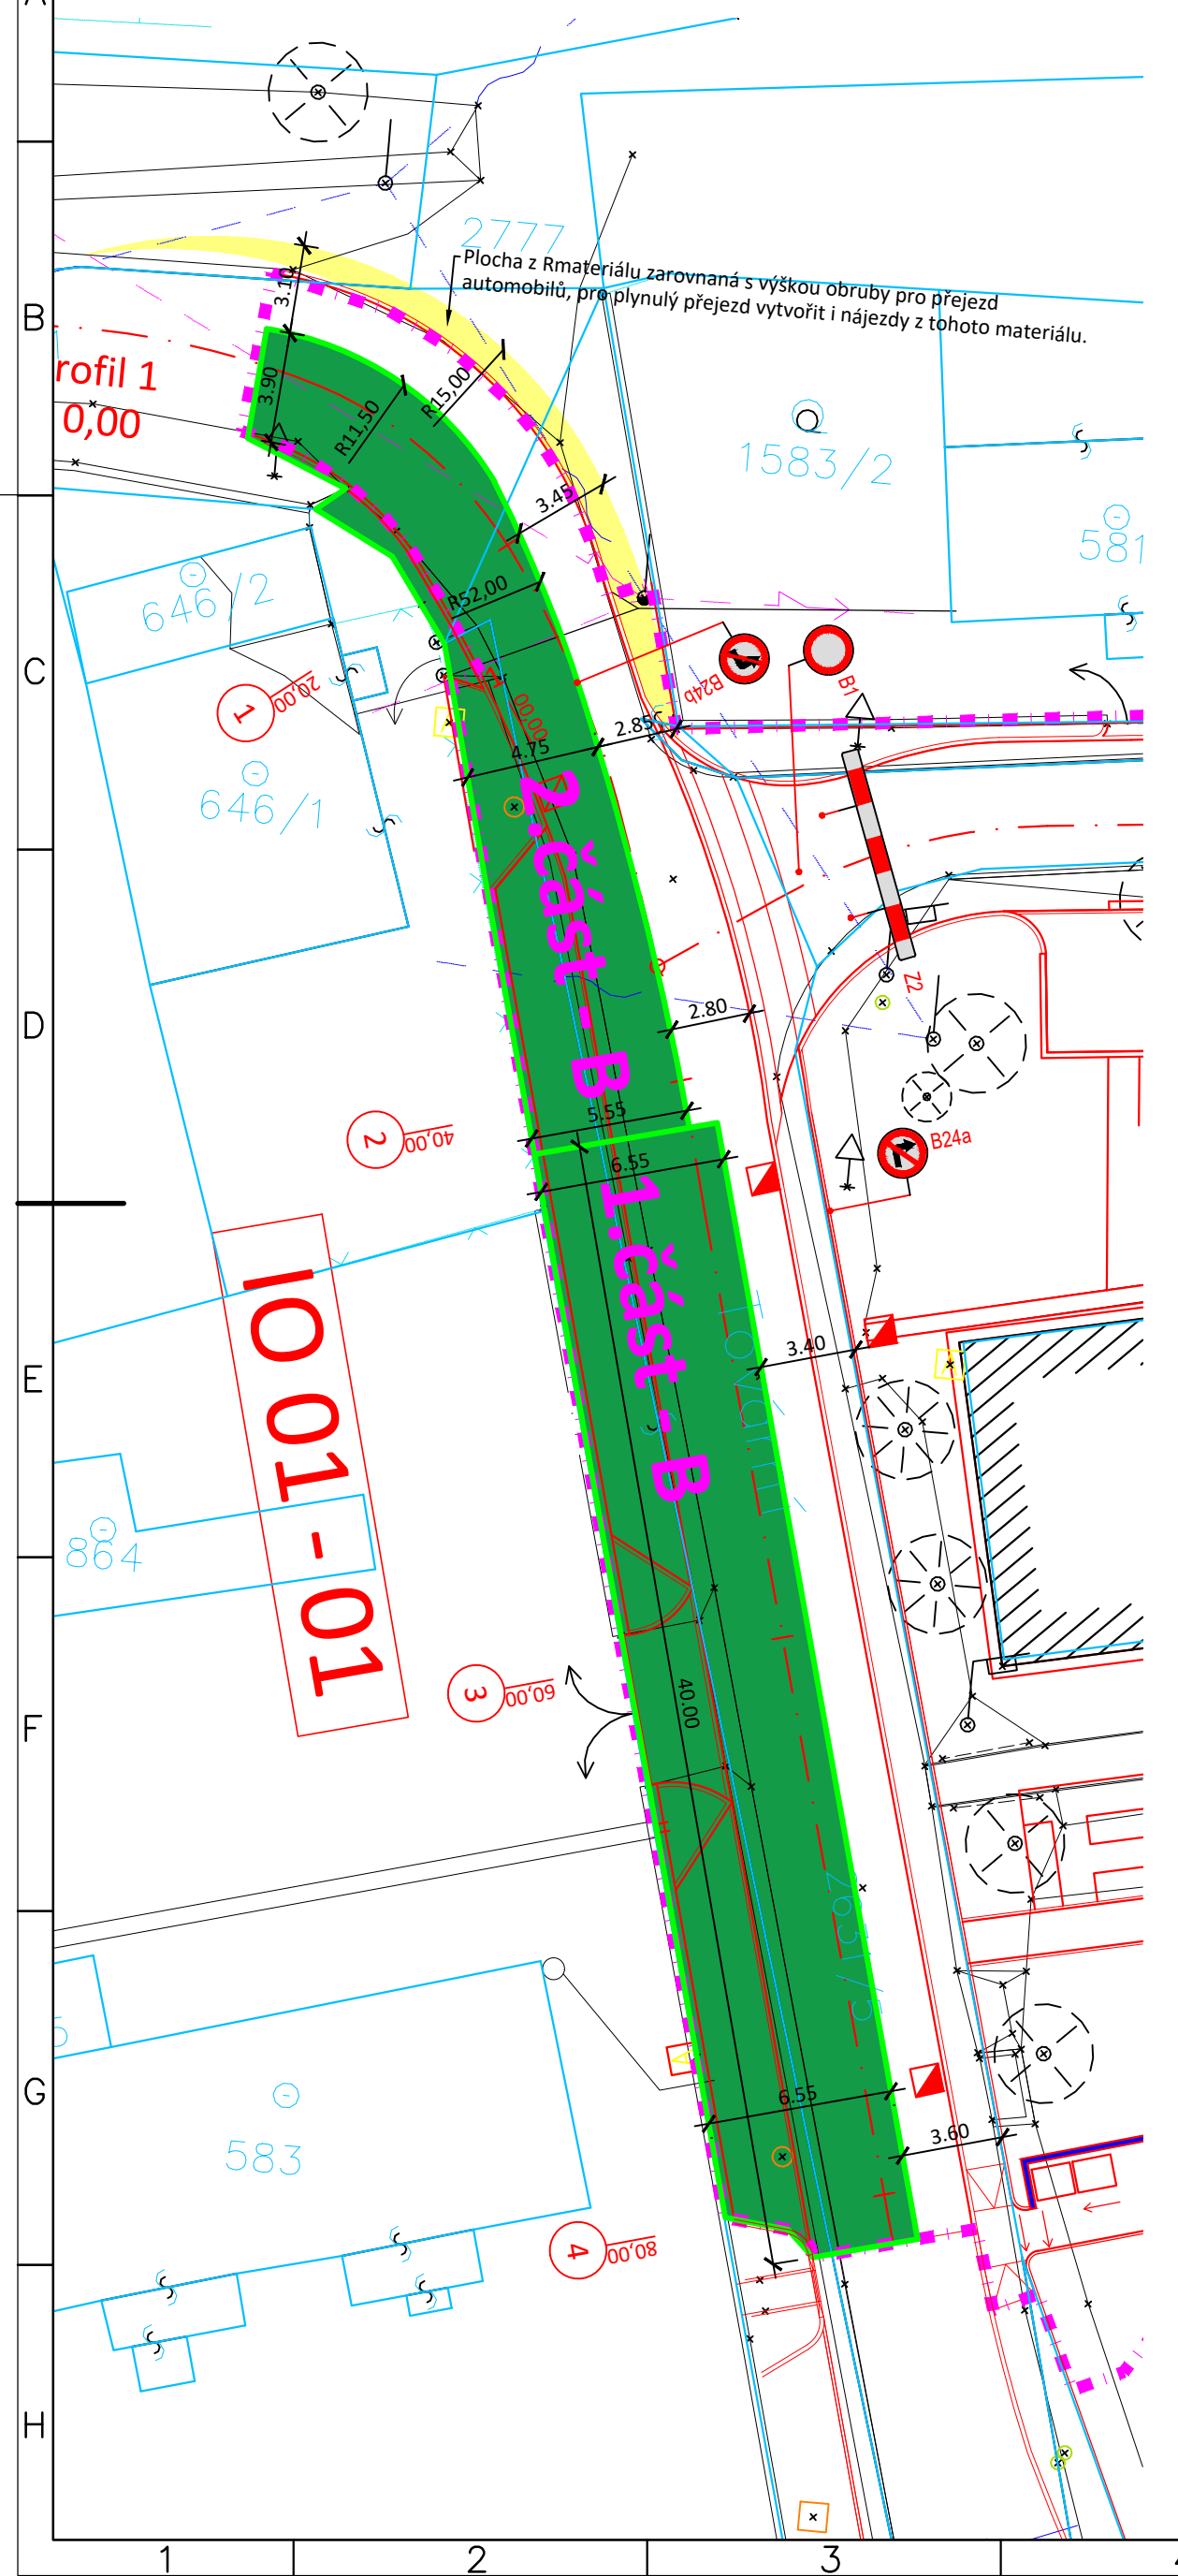 B
C
D
E
F
G
H
1
2
3
2777
Plocha z Rmateriálu zarovnaná s výškou obruby pro přejezd
automobilů, pro plynulý přejezd vytvořit i nájezdy z tohoto materiálu.
3.10
3.90
rofil 1
0,00
R11,50
R15,00
3.45
R52,00
1583/2
581
646/2
646/1
1
20,00
00,00
B24b
B1
Z2
4.75
2.85
2.80
5.55
6.55
2
40,00
B24a
2.část - B
1.část - B
IO 01 - 01
3.40
864
3
60,00
40.00
583
6.55
3.60
4
80,00